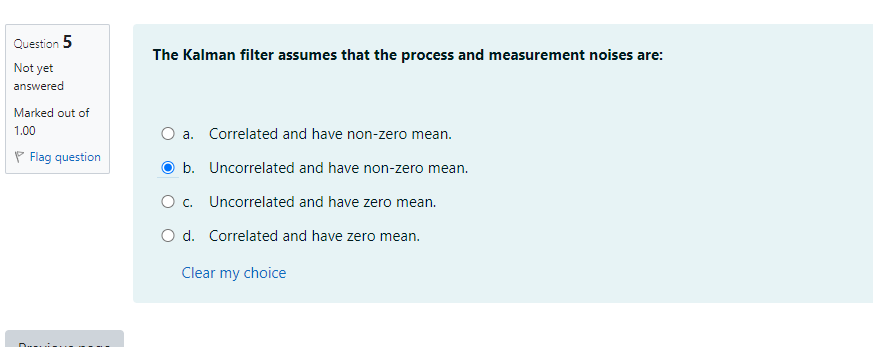 Question 5
Not yet
answered
Marked out of
1.00
Flag question
The Kalman filter assumes that the process and measurement noises are:
a. Correlated and have non-zero mean.
b. Uncorrelated and have non-zero mean.
c. Uncorrelated and have zero mean.
d. Correlated and have zero mean.
Clear my choice
Previous page